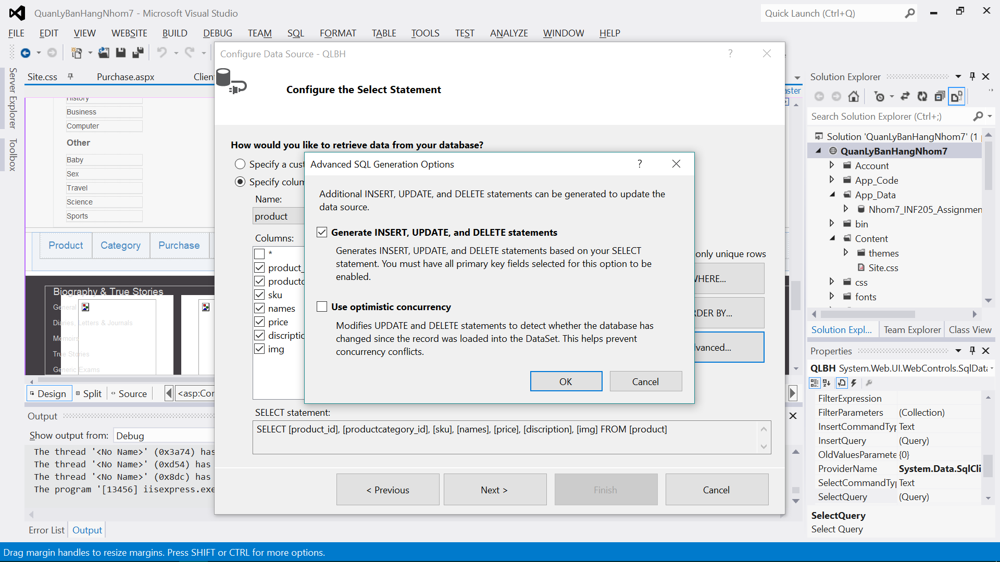 QuanLyBanHangNhom7 - Microsoft Visual Studio
Quick Launch (Ctrl+Q)
FILE EDIT VIEW WEBSITE BUILD DEBUG TEAM SQL FORMAT TABLE TOOLS TEST ANALYZE WINDOW HELP
Configure Data Source - QLBH
?
Server Explorer
Toolbox
Site.css Purchase.aspx Client
Business
Computer
Other
Baby
Sex
Travel
Science
Sports
Product Category Purchase
Biography & True Stories
General
Diaries, Letters & Journals
Memoirs
True Stories
Generic Exams
Design Split Source <asp:Con
Output
Show output from: Debug
The thread '<No Name>' (0x3a74) has
The thread '<No Name>' (0xd54) has
The thread '<No Name>' (0x8dc) has
The program '[13456] iisexpress.exe
Error List Output
Drag margin handles to resize margins. Press SHIFT or CTRL for more options.
Configure the Select Statement
How would you like to retrieve data from your database?
Specify a cust
Specify colum
Name:
product
Columns:
*
product_
productc
sku
names
price
discriptio
img
only unique rows
WHERE...
RDER BY...
lvanced...
Advanced SQL Generation Options
?
Additional INSERT, UPDATE, and DELETE statements can be generated to update the
data source.
Generate INSERT, UPDATE, and DELETE statements
Generates INSERT, UPDATE, and DELETE statements based on your SELECT
statement. You must have all primary key fields selected for this option to be
enabled.
Use optimistic concurrency
Modifies UPDATE and DELETE statements to detect whether the database has
changed since the record was loaded into the DataSet. This helps prevent
concurrency conflicts.
OK Cancel
SELECT statement:
SELECT [product_id], [productcategory_id], [sku], [names], [price], [discription], [img] FROM [product]
< Previous Next > Finish Cancel
aster
Solution Explorer
Search Solution Explorer (Ctrl+;)
Solution 'QuanLyBanHangNhom7' (1
QuanLyBanHangNhom7
Account
App_Code
App_Data
Nhom7_INF205_Assignmen
bin
Content
themes
Site.css
css
fonts
Solution Expl... Team Explorer Class View
Properties
QLBH System.Web.UI.WebControls.SqlData
FilterExpression
FilterParameters (Collection)
InsertCommandTyp Text
InsertQuery (Query)
OldValuesParamete {0}
ProviderName System.Data.SqlCli
SelectCommandTyp Text
SelectQuery (Query)
SelectQuery
Select Query